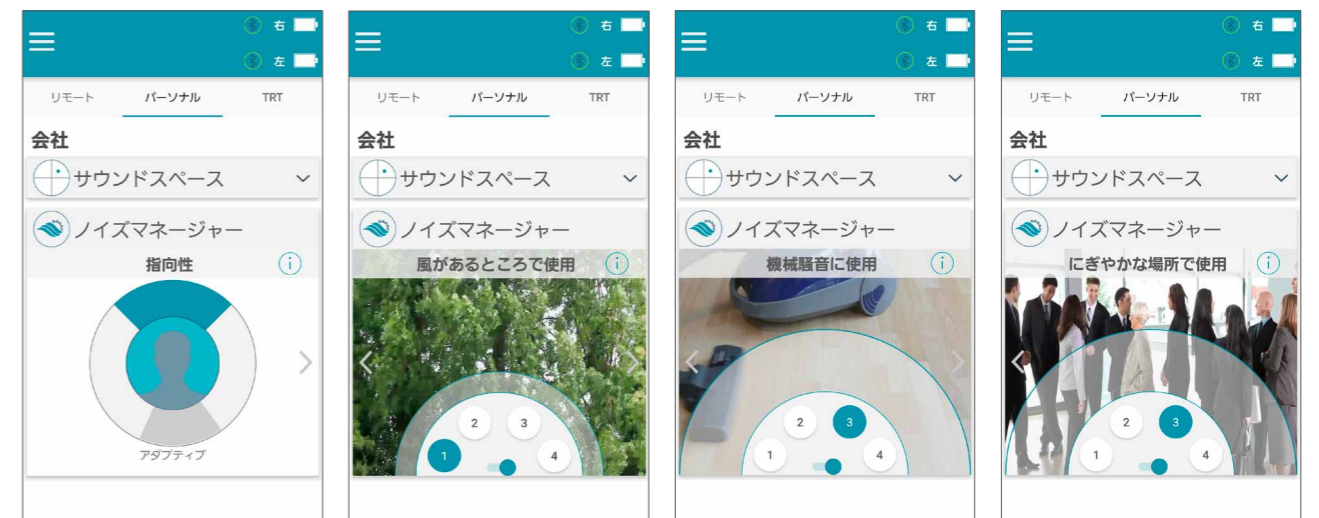 右
左
リモート パーソナル TRT
会社
サウンドスペース
ノイズマネージャー
指向性
アダプティブ
右
左
リモート パーソナル TRT
会社
サウンドスペース
ノイズマネージャー
風があるところで使用
2 3
1 4
右
左
リモート パーソナル TRT
会社
サウンドスペース
ノイズマネージャー
機械騒音に使用
2 3
1 4
右
左
リモート パーソナル TRT
会社
サウンドスペース
ノイズマネージャー
にぎやかな場所で使用
2 3
1 4